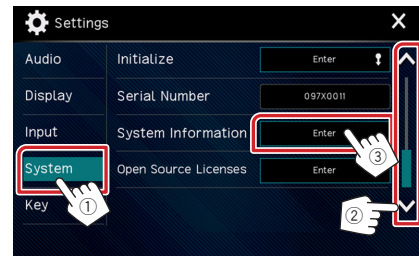 Settings
Audio
Initialize
Enter
Display
Serial Number
097X0011
Input
System Information
Enter
③
System
Open Source Licenses
Enter
Key
①
②